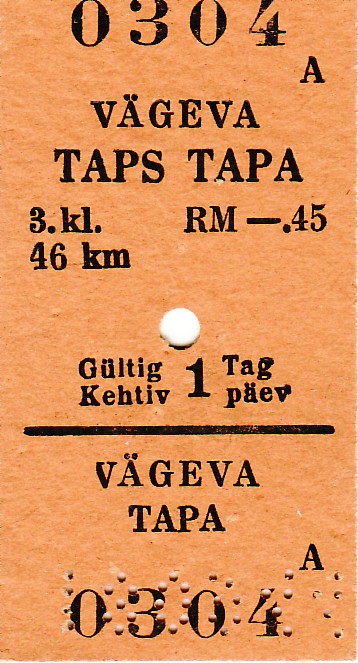 0304
A
VÄGEVA
TAPS TAPA
3.kl. RM —.45
46 km
Gültig 1 Tag
Kehtiv päev
VÄGEVA
TAPA
A
0304